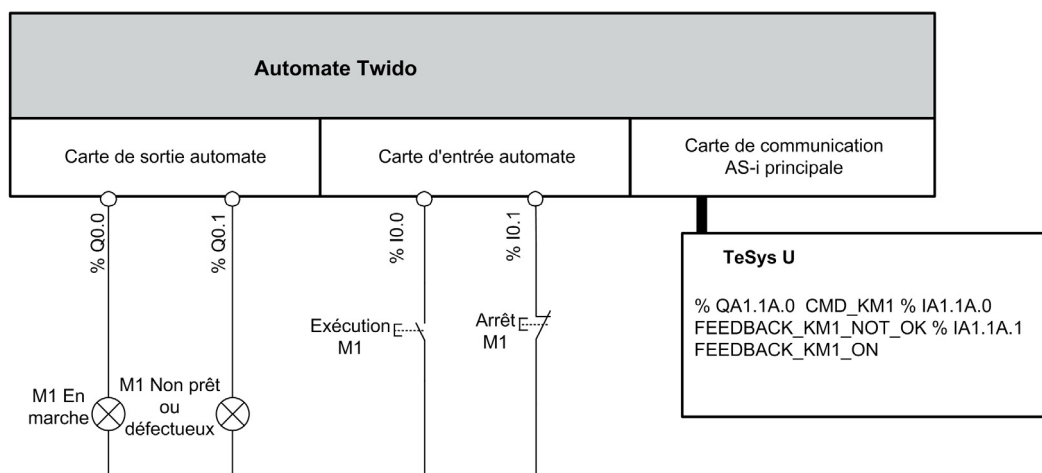 Automate Twido
Carte de sortie automate
Carte d'entrée automate
Carte de communication
AS-i principale
% Q0.0
% Q0.1
% I0.0
% I0.1
TeSys U
% QA1.1A.0 CMD_KM1 % IA1.1A.0
FEEDBACK_KM1_NOT_OK % IA1.1A.1
FEEDBACK_KM1_ON
Exécution
M1
Arrêt
M1
M1 En
marche
M1 Non prêt
ou
défectueux